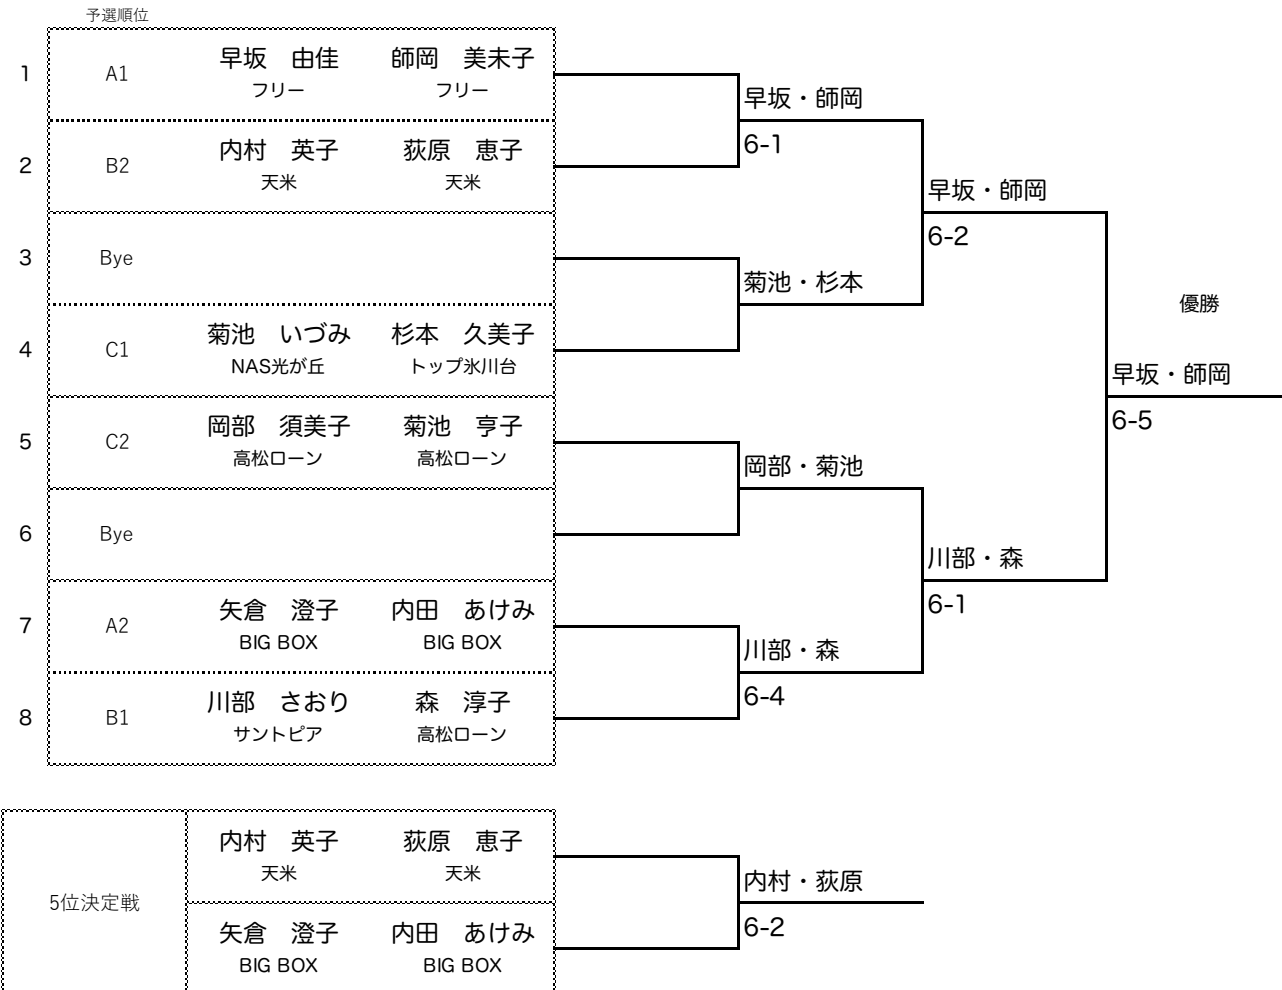 予選順位
1 A1 早坂　由佳 師岡　美未子
フリー フリー
早坂・師岡
6-1
2 B2 内村　英子 荻原　恵子
天米 天米
早坂・師岡
6-2
3 Bye
菊池・杉本
4 C1 菊池　いづみ 杉本　久美子
NAS光が丘 トップ氷川台
優勝
早坂・師岡
6-5
5 C2 岡部　須美子 菊池　亨子
高松ローン 高松ローン
岡部・菊池
6 Bye
川部・森
6-1
7 A2 矢倉　澄子 内田　あけみ
BIG BOX BIG BOX
川部・森
6-4
8 B1 川部　さおり 森　淳子
サントピア 高松ローン
5位決定戦
内村　英子 荻原　恵子
天米 天米
内村・荻原
6-2
矢倉　澄子 内田　あけみ
BIG BOX BIG BOX